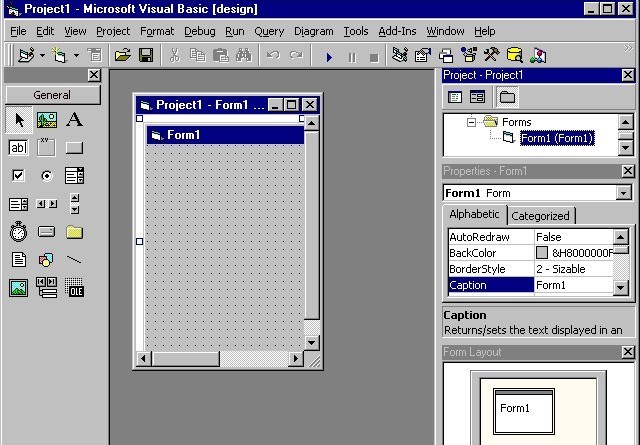 Project1 - Microsoft Visual Basic [design]
File Edit View Project Format Debug Run Query Diagram Tools Add-Ins Window Help
General
A
ab|
xy
OLE
Project1 - Form1 ...
Form1
Project - Project1
Forms
Form1 (Form1)
Properties - Form1
Form1 Form
Alphabetic Categorized
AutoRedraw False
BackColor &H8000000F
BorderStyle 2 - Sizable
Caption Form1
Caption
Returns/sets the text displayed in an
Form Layout
Form1